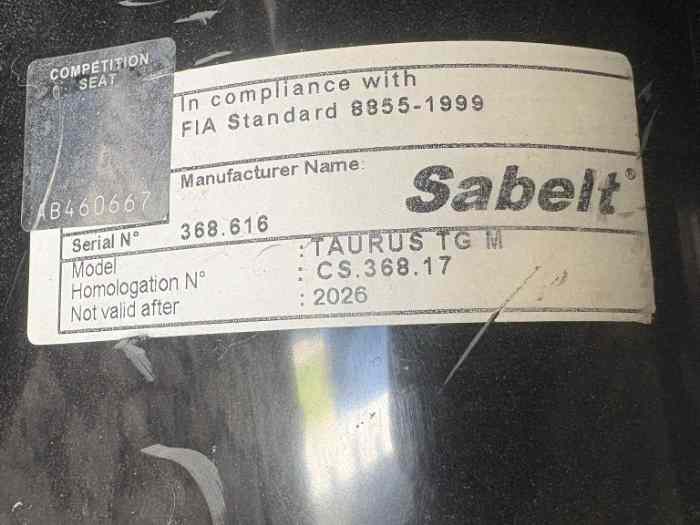 COMPETITION
SEAT
AB460667
In compliance with
FIA Standard 8855-1999
Manufacturer Name: Sabelt®
Serial N° 368.616
Model : TAURUS TG M
Homologation N° : CS.368.17
Not valid after : 2026